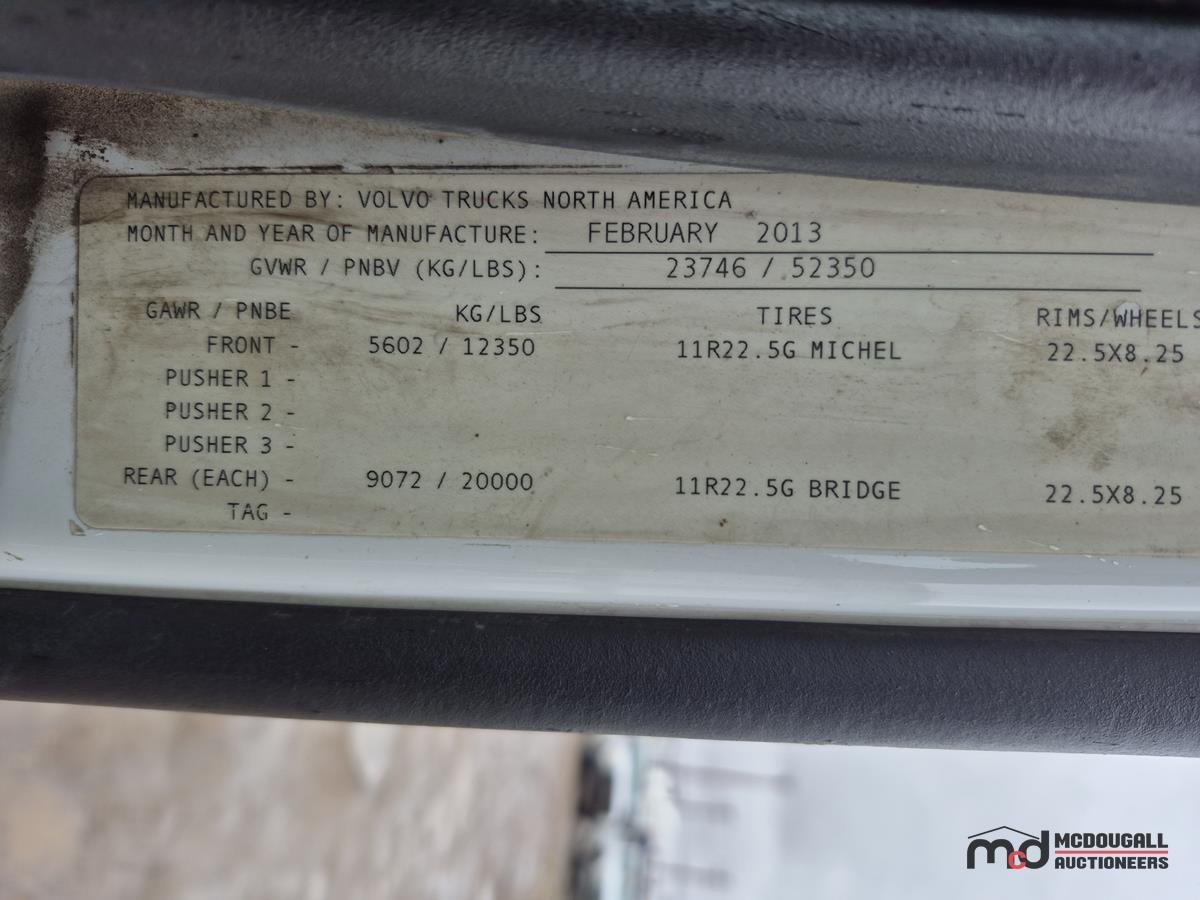 MANUFACTURED BY: VOLVO TRUCKS NORTH AMERICA
MONTH AND YEAR OF MANUFACTURE: FEBRUARY 2013
GVWR / PNBV (KG/LBS): 23746 / 52350
GAWR / PNBE KG/LBS TIRES RIMS/WHEELS
FRONT - 5602 / 12350 11R22.5G MICHEL 22.5X8.25
PUSHER 1 -
PUSHER 2 -
PUSHER 3 -
REAR (EACH) - 9072 / 20000 11R22.5G BRIDGE 22.5X8.25
TAG -
mcd MCDOUGALL
AUCTIONEERS